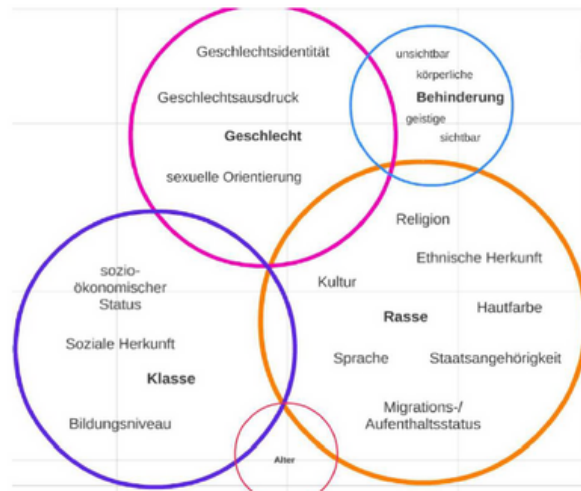 Geschlechtsidentität
Geschlechtsausdruck
Geschlecht
sexuelle Orientierung
unsichtbar
körperliche
Behinderung
geistige
sichtbar
Religion
Ethnische Herkunft
Kultur
Hautfarbe
Rasse
Sprache
Staatsangehörigkeit
Migrations-/
Aufenthaltsstatus
sozio-
ökonomischer
Status
Soziale Herkunft
Klasse
Bildungsniveau
Alter